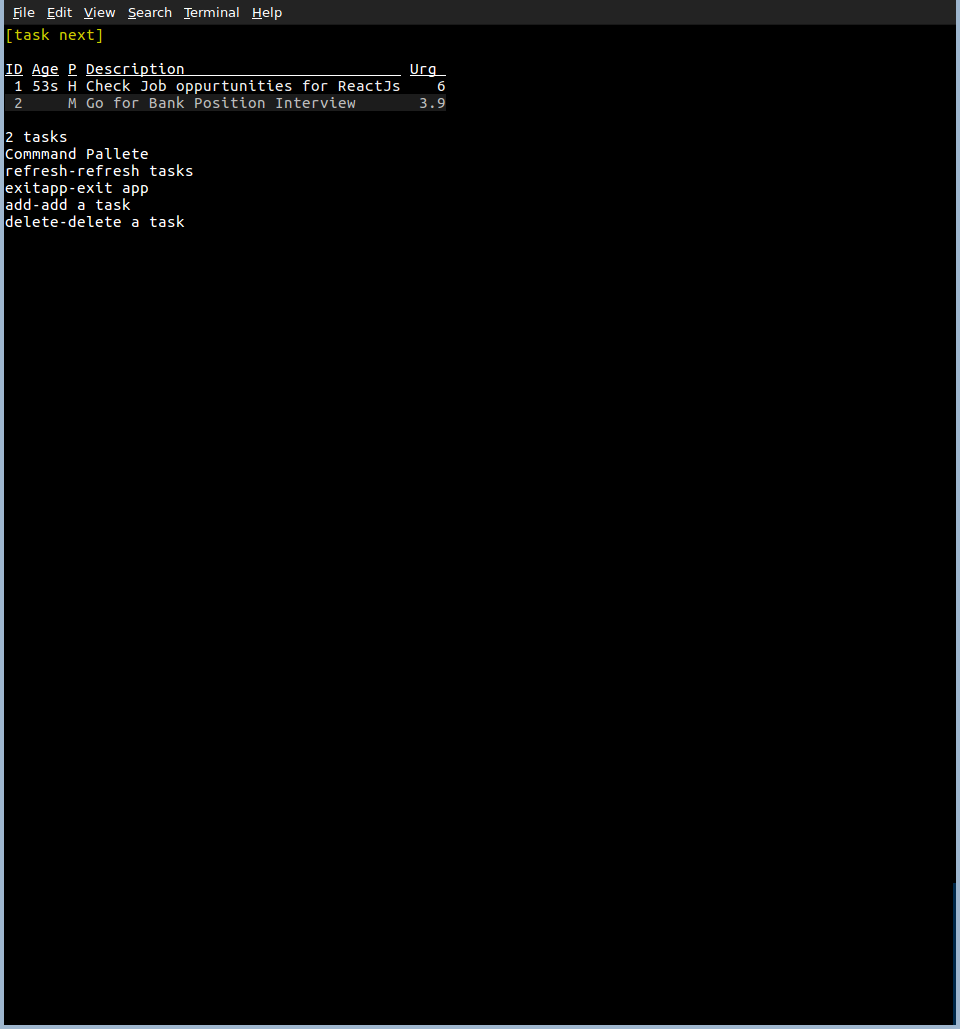 File Edit View Search Terminal Help
[task next]
ID Age P Description Urg
1 53s H Check Job oppurtunities for ReactJs 6
2 M Go for Bank Position Interview 3.9
2 tasks
Commmand Pallete
refresh-refresh tasks
exitapp-exit app
add-add a task
delete-delete a task